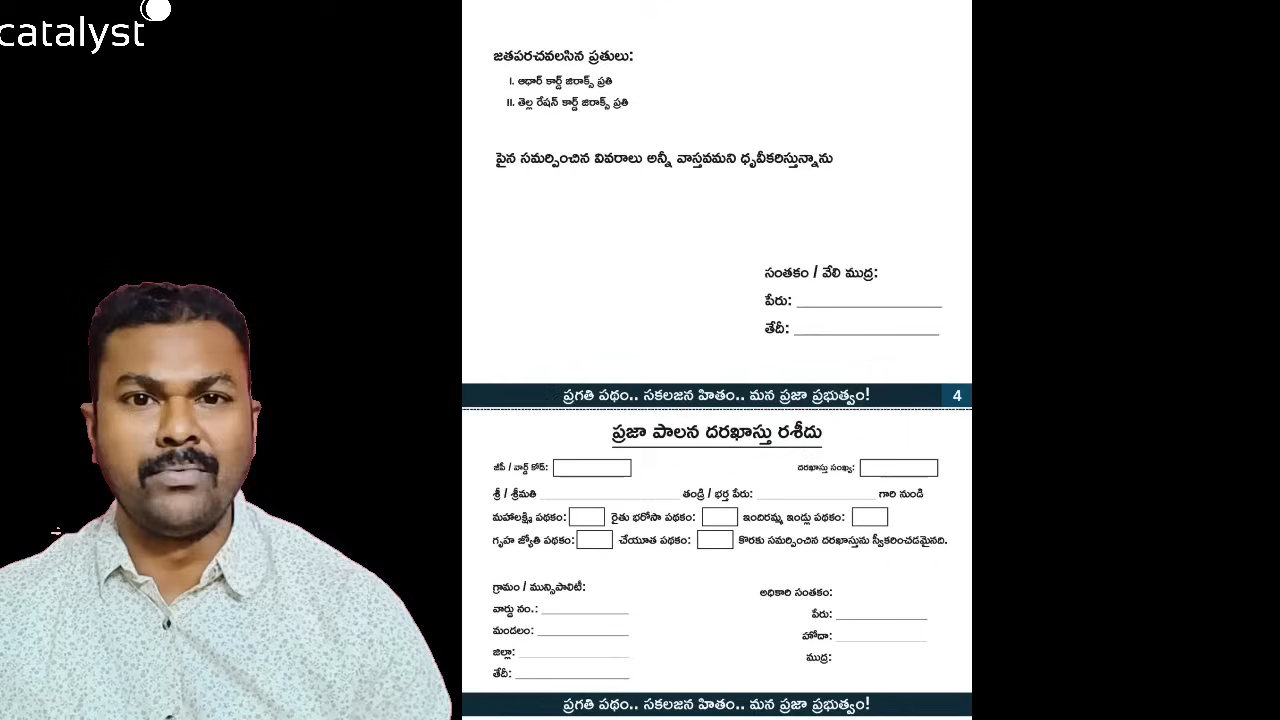 catalyst
జతపరచవలసిన ప్రతులు:
I. ఆధార్ కార్డ్ జిరాక్స్ ప్రతి
II. తెల్ల రేషన్ కార్డ్ జిరాక్స్ ప్రతి
పైన సమర్పించిన వివరాలు అన్నీ వాస్తవమని ధృవీకరిస్తున్నాను
సంతకం / వేలి ముద్ర:
పేరు:
తేదీ:
ప్రగతి పథం.. సకలజన హితం.. మన ప్రజా ప్రభుత్వం! 4
ప్రజా పాలన దరఖాస్తు రశీదు
జీపీ / వార్డ్ కోడ్: దరఖాస్తు సంఖ్య:
శ్రీ / శ్రీమతి తండ్రి / భర్త పేరు: గారి నుండి
మహాలక్ష్మి పథకం: రైతు భరోసా పథకం: ఇందిరమ్మ ఇండ్లు పథకం:
గృహ జ్యోతి పథకం: చేయూత పథకం: కొరకు సమర్పించిన దరఖాస్తును స్వీకరించడమైనది.
గ్రామం / మున్సిపాలిటీ:
వార్డు నం.:
మండలం:
జిల్లా:
తేదీ:
అధికారి సంతకం:
పేరు:
హోదా:
ముద్ర:
ప్రగతి పథం.. సకలజన హితం.. మన ప్రజా ప్రభుత్వం!